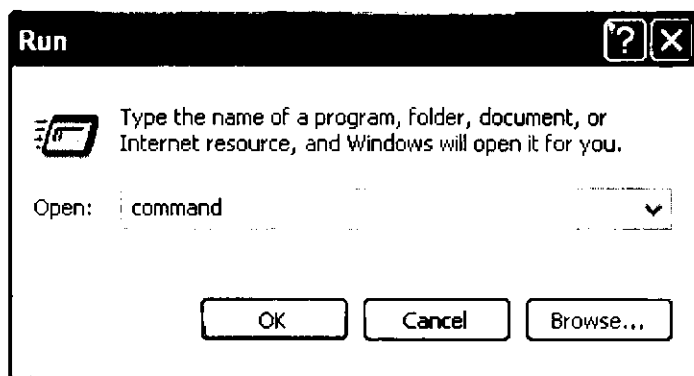 Run
Type the name of a program, folder, document, or
Internet resource, and Windows will open it for you.
Open: command
OK Cancel Browse...